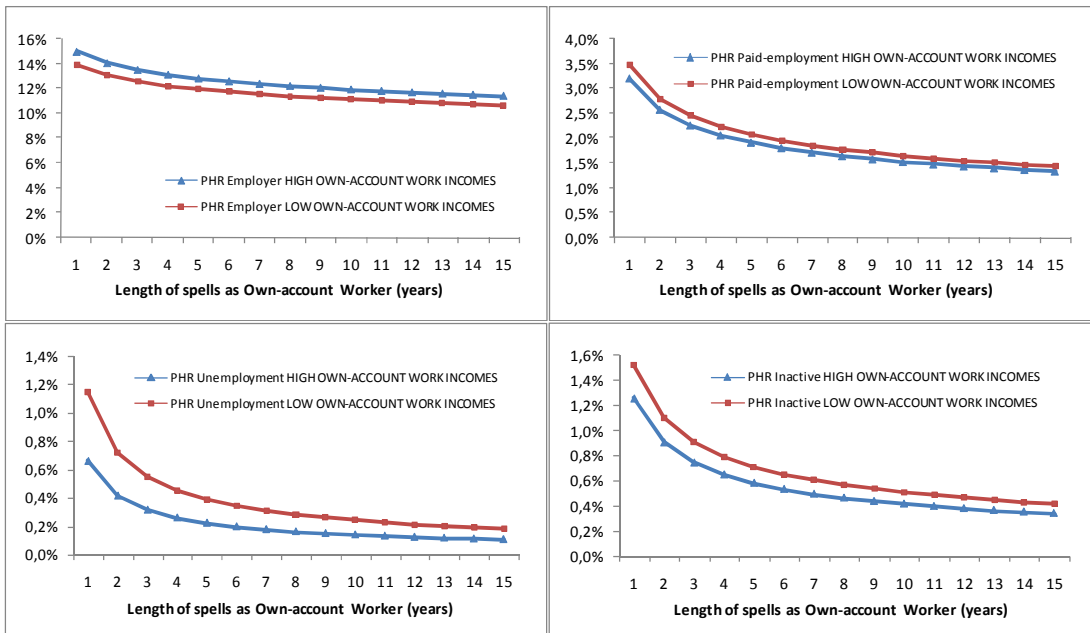 16%
14%
12%
10%
8%
6%
4%
2%
0%
PHR Employer HIGH OWN-ACCOUNT WORK INCOMES
PHR Employer LOW OWN-ACCOUNT WORK INCOMES
1 2 3 4 5 6 7 8 9 10 11 12 13 14 15
Length of spells as Own-account Worker (years)
4,0%
3,5%
3,0%
2,5%
2,0%
1,5%
1,0%
0,5%
0,0%
PHR Paid-employment HIGH OWN-ACCOUNT WORK INCOMES
PHR Paid-employment LOW OWN-ACCOUNT WORK INCOMES
1 2 3 4 5 6 7 8 9 10 11 12 13 14 15
Length of spells as Own-account Worker (years)
1,4%
1,2%
1,0%
0,8%
0,6%
0,4%
0,2%
0,0%
PHR Unemployment HIGH OWN-ACCOUNT WORK INCOMES
PHR Unemployment LOW OWN-ACCOUNT WORK INCOMES
1 2 3 4 5 6 7 8 9 10 11 12 13 14 15
Length of spells as Own-account Worker (years)
1,6%
1,4%
1,2%
1,0%
0,8%
0,6%
0,4%
0,2%
0,0%
PHR Inactive HIGH OWN-ACCOUNT WORK INCOMES
PHR Inactive LOW OWN-ACCOUNT WORK INCOMES
1 2 3 4 5 6 7 8 9 10 11 12 13 14 15
Length of spells as Own-account Worker (years)